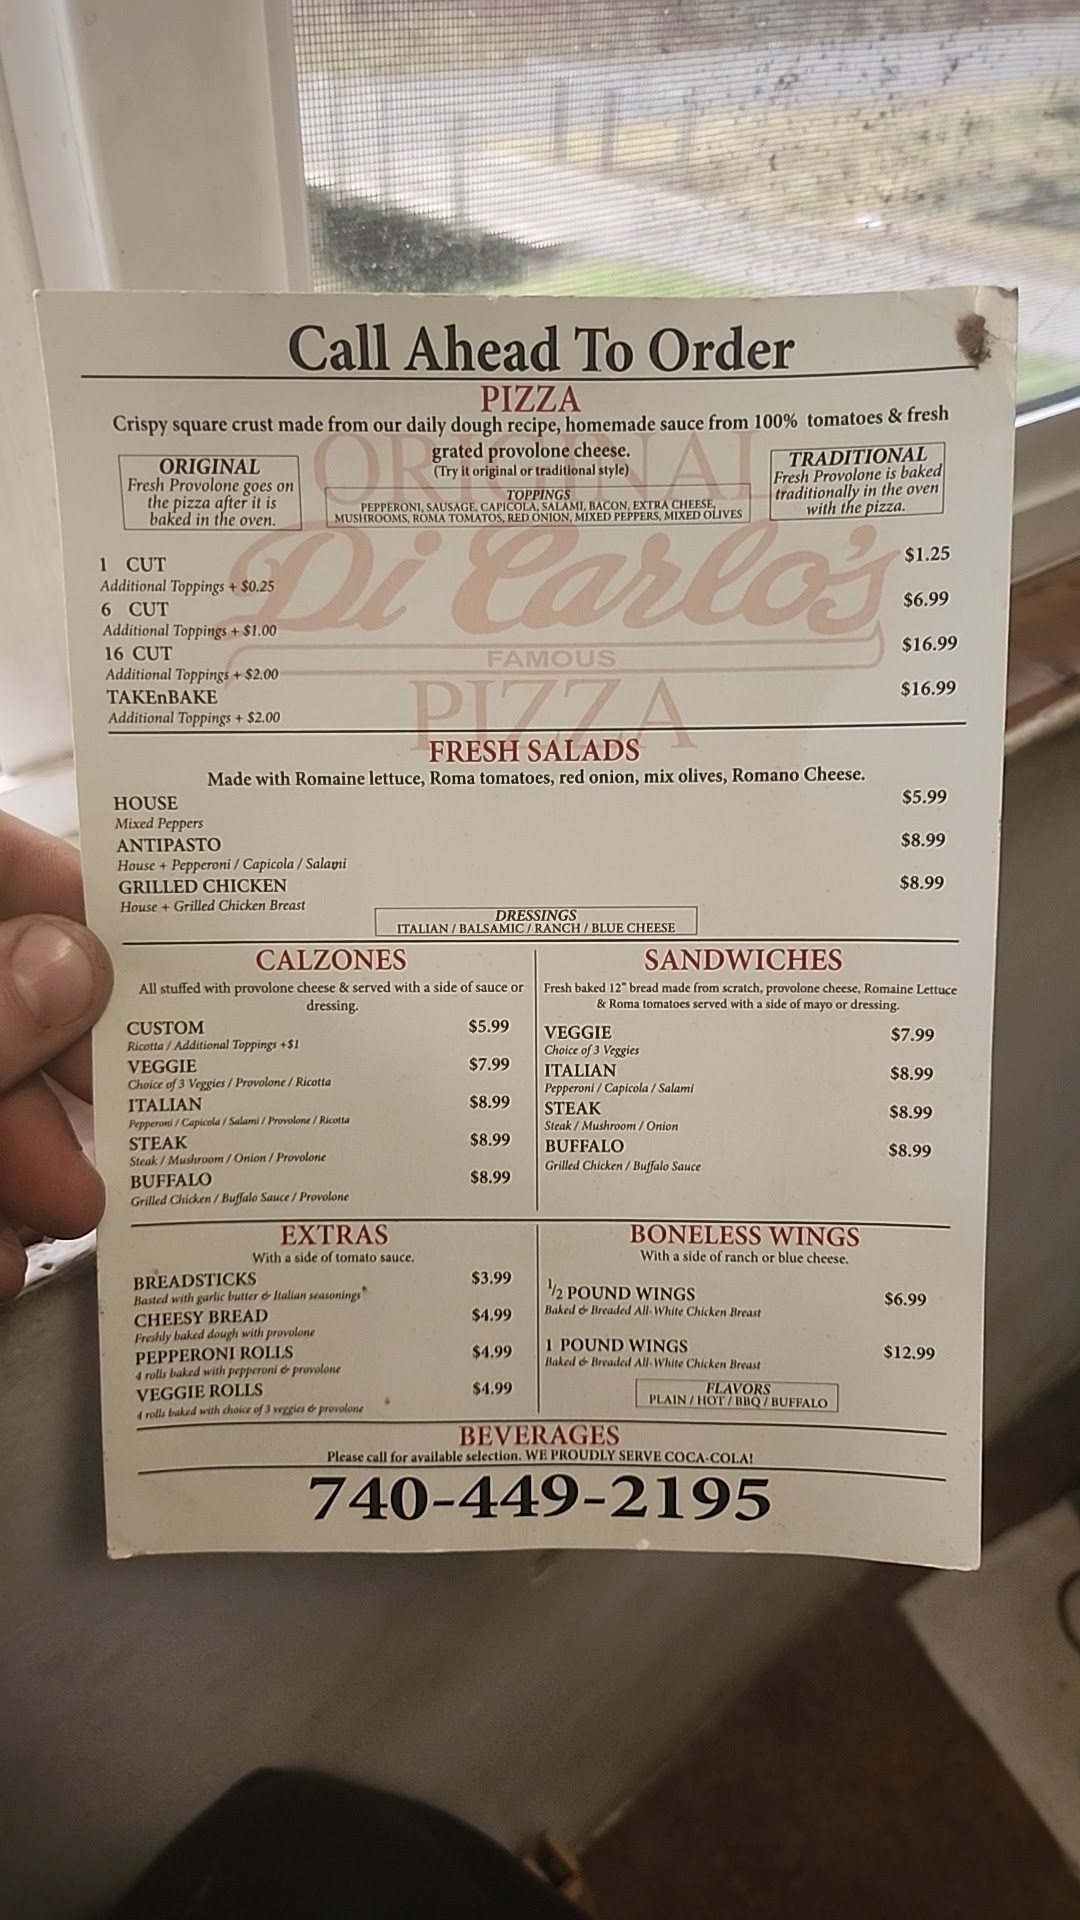 Call Ahead To Order
PIZZA
Crispy square crust made from our daily dough recipe, homemade sauce from 100% tomatoes & fresh
grated provolone cheese.
(Try it original or traditional style)
ORIGINAL
Fresh Provolone goes on
the pizza after it is
baked in the oven.
TOPPINGS
PEPPERONI, SAUSAGE, CAPICOLA, SALAMI, BACON, EXTRA CHEESE,
MUSHROOMS, ROMA TOMATOS, RED ONION, MIXED PEPPERS, MIXED OLIVES
TRADITIONAL
Fresh Provolone is baked
traditionally in the oven
with the pizza.
ORIGINAL
Di Carlo's
FAMOUS
PIZZA
1 CUT $1.25
Additional Toppings + $0.25
6 CUT $6.99
Additional Toppings + $1.00
16 CUT $16.99
Additional Toppings + $2.00
TAKEnBAKE $16.99
Additional Toppings + $2.00
FRESH SALADS
Made with Romaine lettuce, Roma tomatoes, red onion, mix olives, Romano Cheese.
HOUSE $5.99
Mixed Peppers
ANTIPASTO $8.99
House + Pepperoni / Capicola / Salami
GRILLED CHICKEN $8.99
House + Grilled Chicken Breast
DRESSINGS
ITALIAN / BALSAMIC / RANCH / BLUE CHEESE
CALZONES
All stuffed with provolone cheese & served with a side of sauce or
dressing.
CUSTOM $5.99
Ricotta / Additional Toppings +$1
VEGGIE $7.99
Choice of 3 Veggies / Provolone / Ricotta
ITALIAN $8.99
Pepperoni / Capicola / Salami / Provolone / Ricotta
STEAK $8.99
Steak / Mushroom / Onion / Provolone
BUFFALO $8.99
Grilled Chicken / Buffalo Sauce / Provolone
SANDWICHES
Fresh baked 12" bread made from scratch, provolone cheese, Romaine Lettuce
& Roma tomatoes served with a side of mayo or dressing.
VEGGIE $7.99
Choice of 3 Veggies
ITALIAN $8.99
Pepperoni / Capicola / Salami
STEAK $8.99
Steak / Mushroom / Onion
BUFFALO $8.99
Grilled Chicken / Buffalo Sauce
EXTRAS
With a side of tomato sauce.
BREADSTICKS $3.99
Basted with garlic butter & Italian seasonings
CHEESY BREAD $4.99
Freshly baked dough with provolone
PEPPERONI ROLLS $4.99
4 rolls baked with pepperoni & provolone
VEGGIE ROLLS $4.99
4 rolls baked with choice of 3 veggies & provolone
BONELESS WINGS
With a side of ranch or blue cheese.
1/2 POUND WINGS $6.99
Baked & Breaded All-White Chicken Breast
1 POUND WINGS $12.99
Baked & Breaded All-White Chicken Breast
FLAVORS
PLAIN / HOT / BBQ / BUFFALO
BEVERAGES
Please call for available selection. WE PROUDLY SERVE COCA-COLA!
740-449-2195